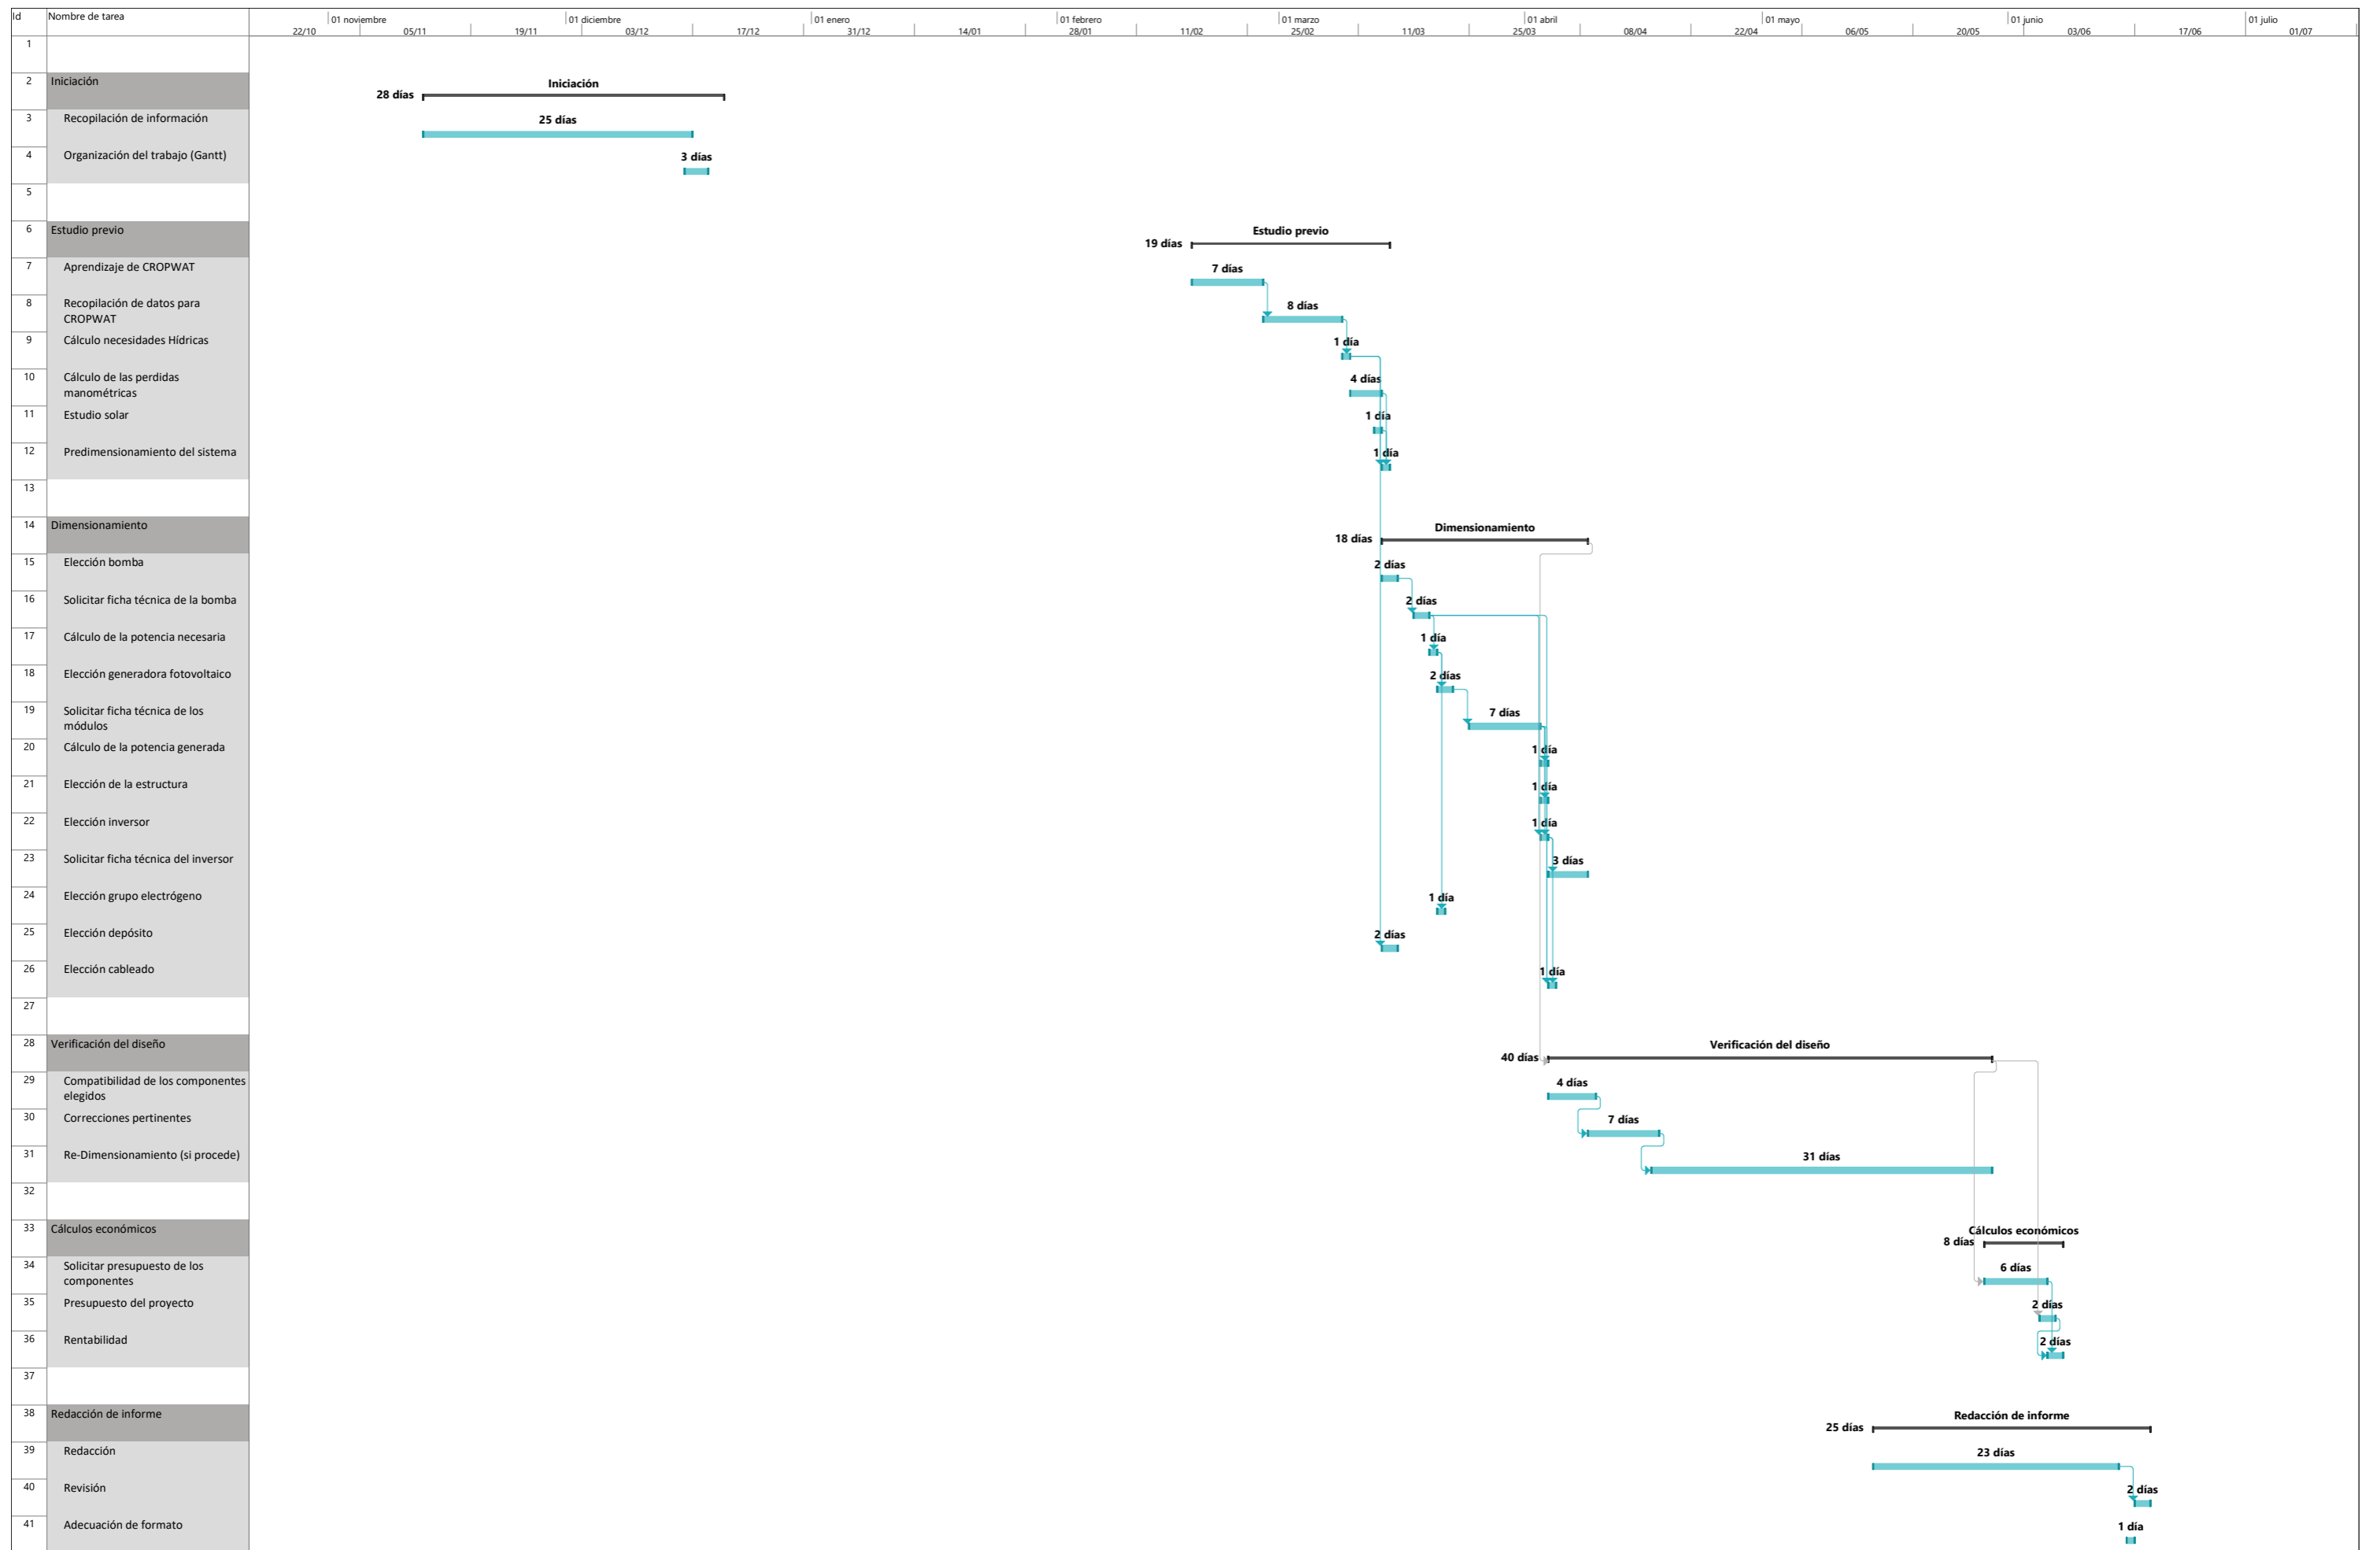 Id Nombre de tarea
01 noviembre 01 diciembre 01 enero 01 febrero 01 marzo 01 abril 01 mayo 01 junio 01 julio
22/10 05/11 19/11 03/12 17/12 31/12 14/01 28/01 11/02 25/02 11/03 25/03 08/04 22/04 06/05 20/05 03/06 17/06 01/07
1
2 Iniciación
Iniciación
28 días
3 Recopilación de información
25 días
4 Organización del trabajo (Gantt)
3 días
5
6 Estudio previo
Estudio previo
19 días
7 Aprendizaje de CROPWAT
7 días
8 Recopilación de datos para
CROPWAT
8 días
9 Cálculo necesidades Hídricas
1 día
10 Cálculo de las perdidas
manométricas
4 días
11 Estudio solar
1 día
12 Predimensionamiento del sistema
1 día
13
14 Dimensionamiento
Dimensionamiento
18 días
15 Elección bomba
2 días
16 Solicitar ficha técnica de la bomba
2 días
17 Cálculo de la potencia necesaria
1 día
18 Elección generadora fotovoltaico
2 días
19 Solicitar ficha técnica de los
módulos
7 días
20 Cálculo de la potencia generada
1 día
21 Elección de la estructura
1 día
22 Elección inversor
1 día
23 Solicitar ficha técnica del inversor
3 días
24 Elección grupo electrógeno
1 día
25 Elección depósito
2 días
26 Elección cableado
1 día
27
28 Verificación del diseño
Verificación del diseño
40 días
29 Compatibilidad de los componentes
elegidos
4 días
30 Correcciones pertinentes
7 días
31 Re-Dimensionamiento (si procede)
31 días
32
33 Cálculos económicos
Cálculos económicos
8 días
34 Solicitar presupuesto de los
componentes
6 días
35 Presupuesto del proyecto
2 días
36 Rentabilidad
2 días
37
38 Redacción de informe
Redacción de informe
25 días
39 Redacción
23 días
40 Revisión
2 días
41 Adecuación de formato
1 día